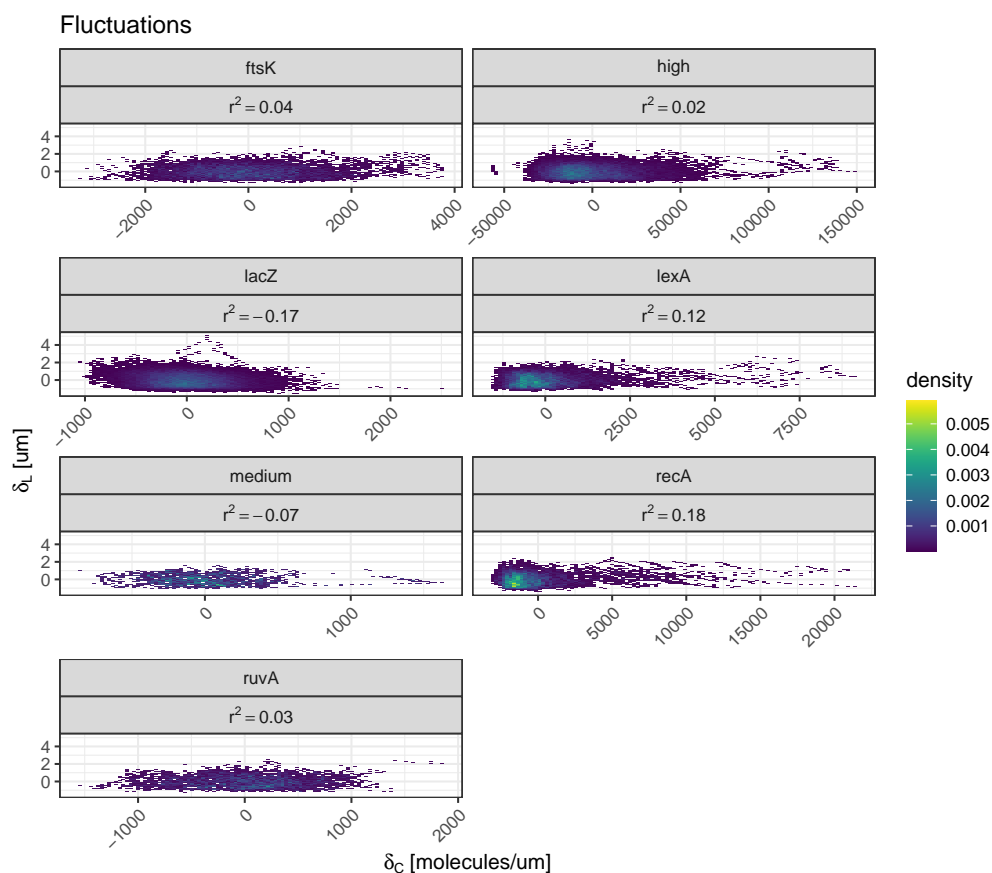 Fluctuations
ftsK
r² = 0.04
4
2
0
−2000
0
2000
4000
high
r² = 0.02
−50000
0
50000
100000
150000
lacZ
r² = −0.17
4
2
0
−1000
0
1000
2000
lexA
r² = 0.12
0
2500
5000
7500
medium
r² = −0.07
4
2
0
0
1000
recA
r² = 0.18
0
5000
10000
15000
20000
ruvA
r² = 0.03
4
2
0
−1000
0
1000
2000
δL [um]
δC [molecules/um]
density
0.005
0.004
0.003
0.002
0.001